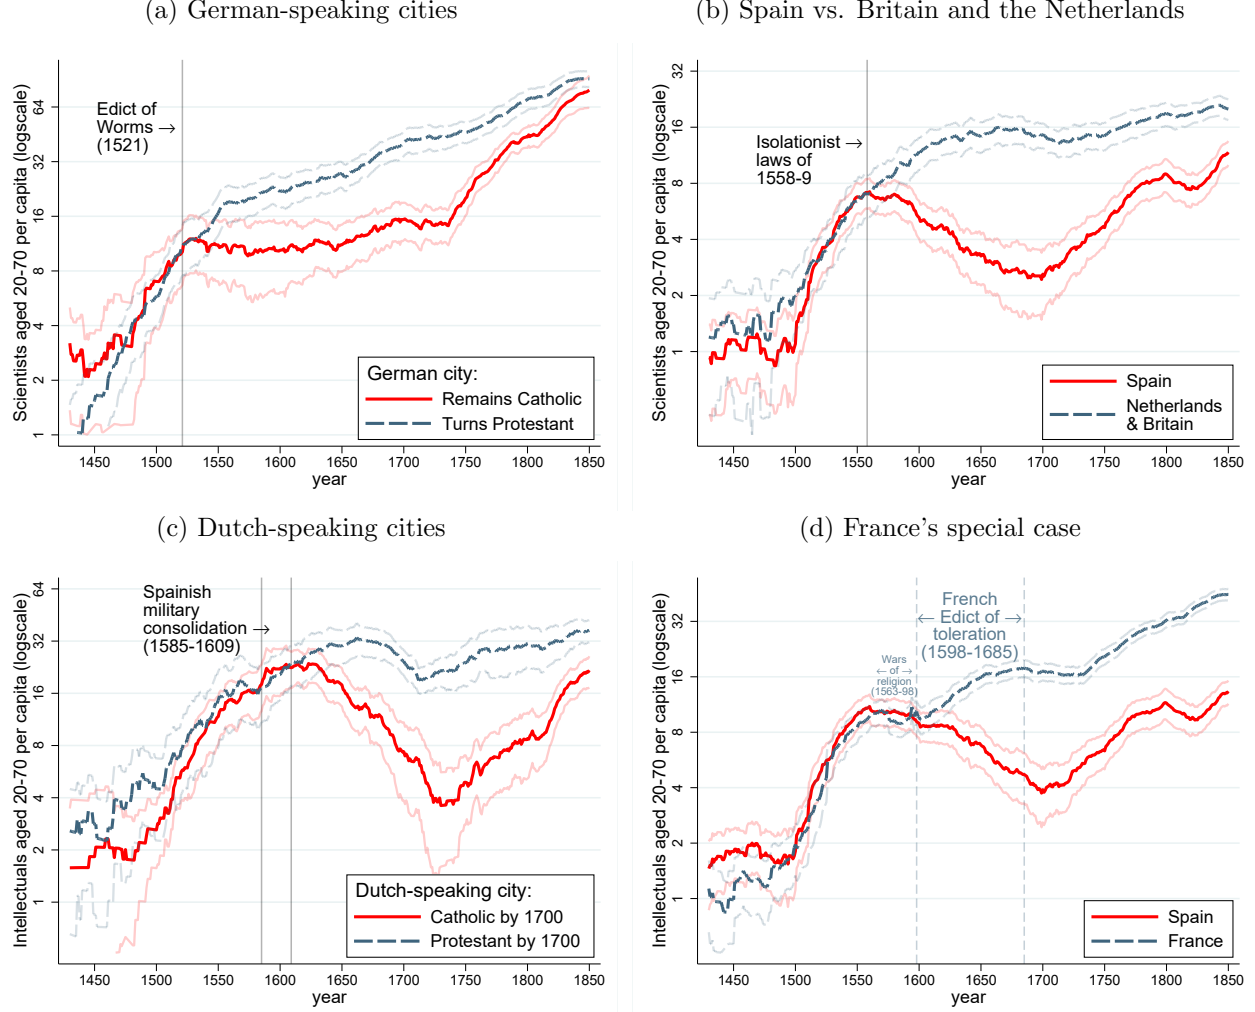 (a) German-speaking cities
Scientists aged 20-70 per capita (logscale)
64
32
16
8
4
2
1
Edict of
Worms →
(1521)
German city:
Remains Catholic
Turns Protestant
1450 1500 1550 1600 1650 1700 1750 1800 1850
year
(b) Spain vs. Britain and the Netherlands
Scientists aged 20-70 per capita (logscale)
32
16
8
4
2
1
Isolationist →
laws of
1558-9
Spain
Netherlands
& Britain
1450 1500 1550 1600 1650 1700 1750 1800 1850
year
(c) Dutch-speaking cities
Intellectuals aged 20-70 per capita (logscale)
64
32
16
8
4
2
1
Spainish
military
consolidation →
(1585-1609)
Dutch-speaking city:
Catholic by 1700
Protestant by 1700
1450 1500 1550 1600 1650 1700 1750 1800 1850
year
(d) France's special case
Intellectuals aged 20-70 per capita (logscale)
32
16
8
4
2
1
Wars
← of →
religion
(1563-98)
French
← Edict of →
toleration
(1598-1685)
Spain
France
1450 1500 1550 1600 1650 1700 1750 1800 1850
year